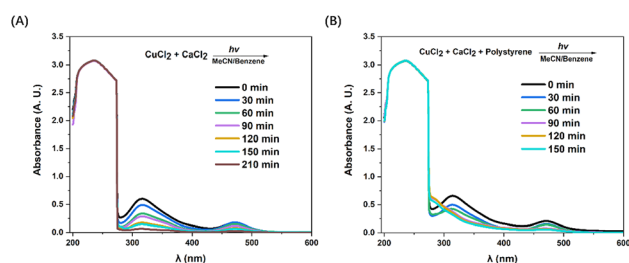 (A)
CuCl2 + CaCl2 hv
MeCN/Benzene
0 min
30 min
60 min
90 min
120 min
150 min
210 min
Absorbance (A. U.)
3.5
3.0
2.5
2.0
1.5
1.0
0.5
0.0
200 300 400 500 600
λ (nm)
(B)
CuCl2 + CaCl2 + Polystyrene hv
MeCN/Benzene
0 min
30 min
60 min
90 min
120 min
150 min
Absorbance (A. U.)
3.5
3.0
2.5
2.0
1.5
1.0
0.5
0.0
200 300 400 500 600
λ (nm)